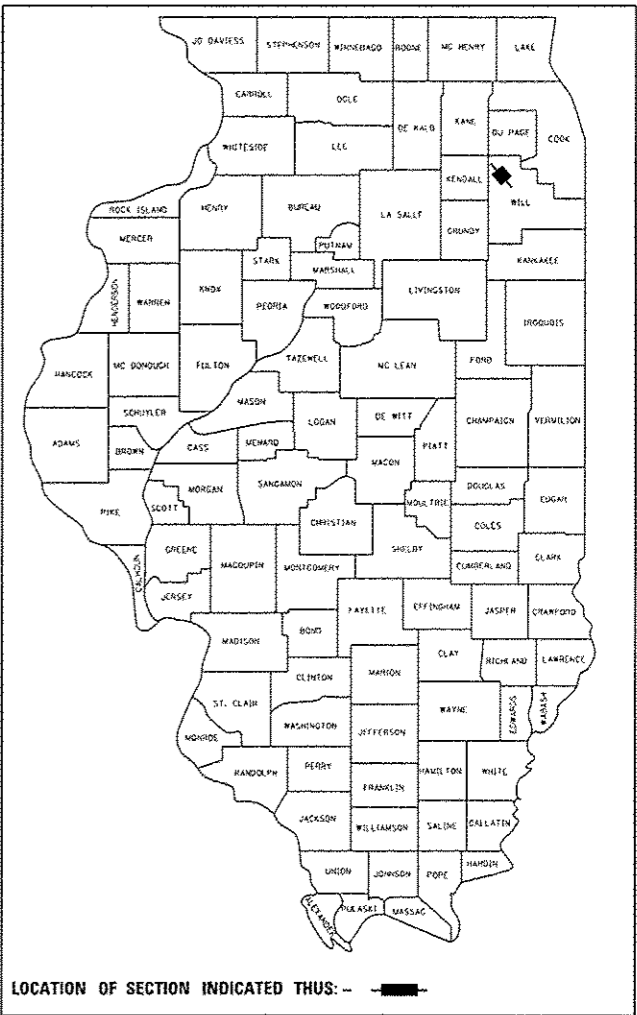 JO DAVIESS STEPHENSON WINNEBAGO BOONE MC HENRY LAKE
CARROLL OGLE DE KALB KANE DU PAGE COOK
WHITESIDE LEE KENDALL WILL
ROCK ISLAND HENRY BUREAU LA SALLE GRUNDY
MERCER PUTNAM KANKAKEE
STARK MARSHALL
HENDERSON WARREN KNOX PEORIA WOODFORD LIVINGSTON IROQUOIS
HANCOCK MC DONOUGH FULTON TAZEWELL MC LEAN FORD
SCHUYLER MASON LOGAN DE WITT CHAMPAIGN VERMILION
ADAMS BROWN CASS MENARD PIATT
MACON
PIKE SCOTT MORGAN SANGAMON MOULTRIE DOUGLAS EDGAR
CHRISTIAN COLES
CALHOUN GREENE MACOUPIN MONTGOMERY SHELBY CUMBERLAND CLARK
JERSEY FAYETTE EFFINGHAM JASPER CRAWFORD
MADISON BOND CLAY RICHLAND LAWRENCE
CLINTON MARION
ST. CLAIR WAYNE EDWARDS WABASH
MONROE WASHINGTON JEFFERSON
RANDOLPH PERRY HAMILTON WHITE
FRANKLIN
JACKSON WILLIAMSON SALINE GALLATIN
UNION JOHNSON POPE HARDIN
ALEXANDER PULASKI MASSAC
LOCATION OF SECTION INDICATED THUS: -